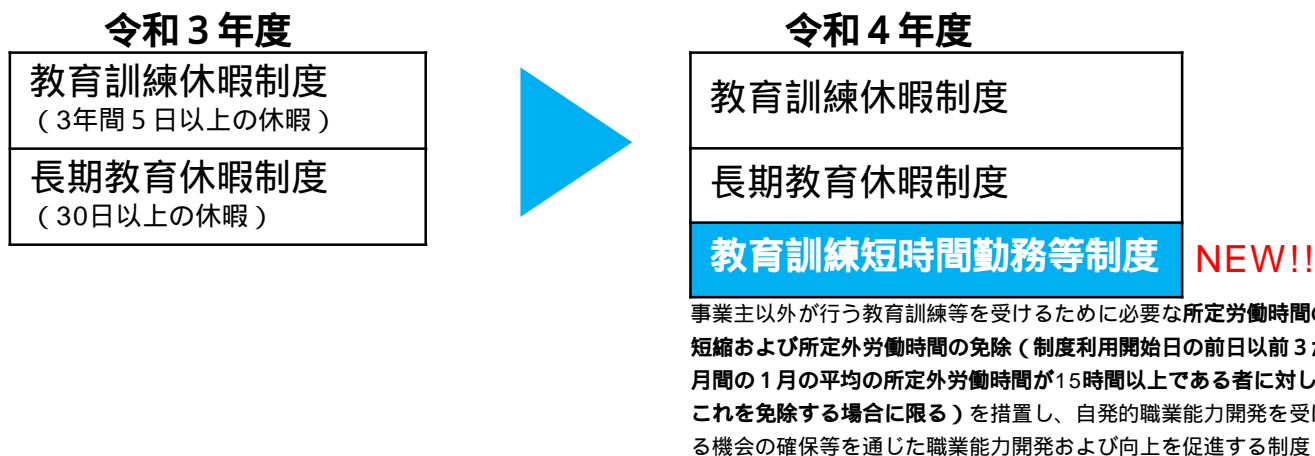 令和３年度
教育訓練休暇制度
（3年間５日以上の休暇）
長期教育休暇制度
（30日以上の休暇）
令和４年度
教育訓練休暇制度
長期教育休暇制度
教育訓練短時間勤務等制度
NEW!!
事業主以外が行う教育訓練等を受けるために必要な所定労働時間の
短縮および所定外労働時間の免除（制度利用開始日の前日以前３か
月間の１月の平均の所定外労働時間が15時間以上である者に対し
これを免除する場合に限る）を措置し、自発的職業能力開発を受け
る機会の確保等を通じた職業能力開発および向上を促進する制度